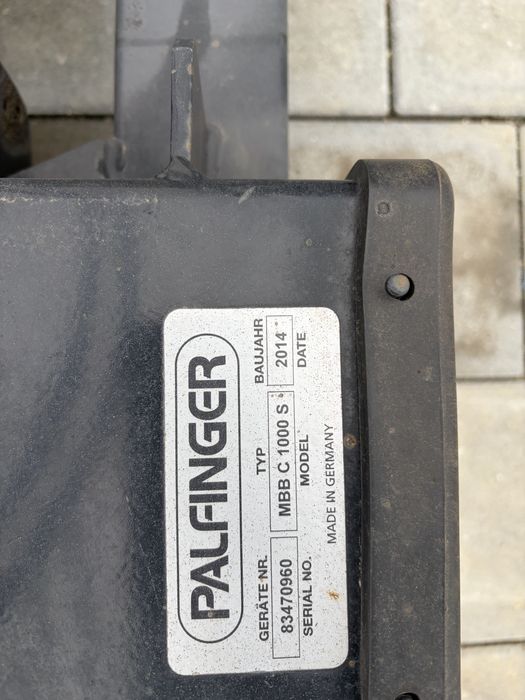 PALFINGER
GERÄTE NR. TYP BAUJAHR
83470960 MBB C 1000 S 2014
SERIAL NO. MODEL DATE
MADE IN GERMANY